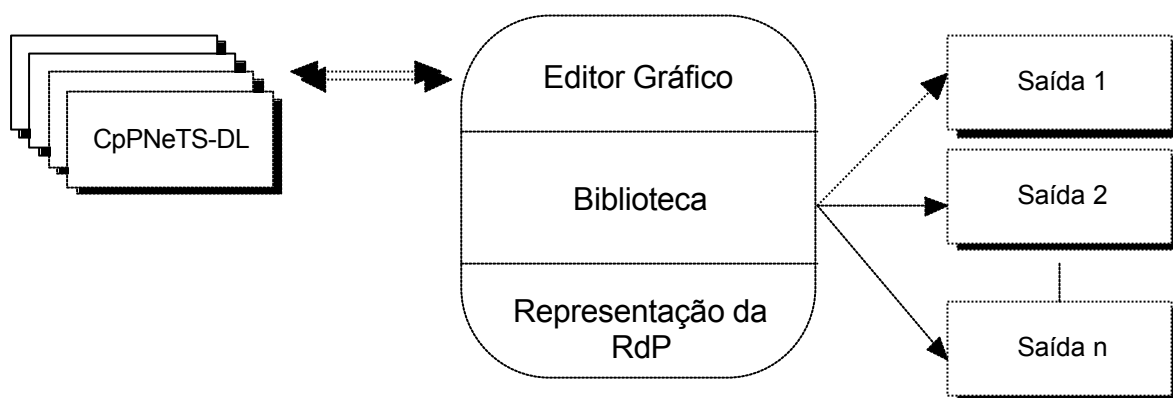 CpPNeTS-DL
Editor Gráfico
Biblioteca
Representação da
RdP
Saída 1
Saída 2
Saída n